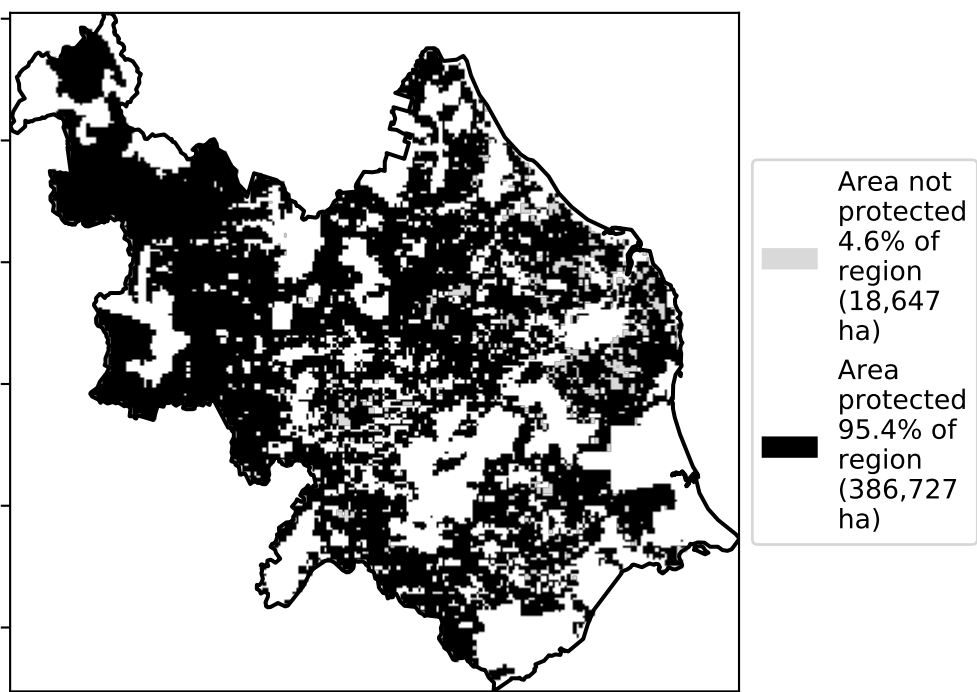 Area not
protected
4.6% of
region
(18,647
ha)
Area
protected
95.4% of
region
(386,727
ha)